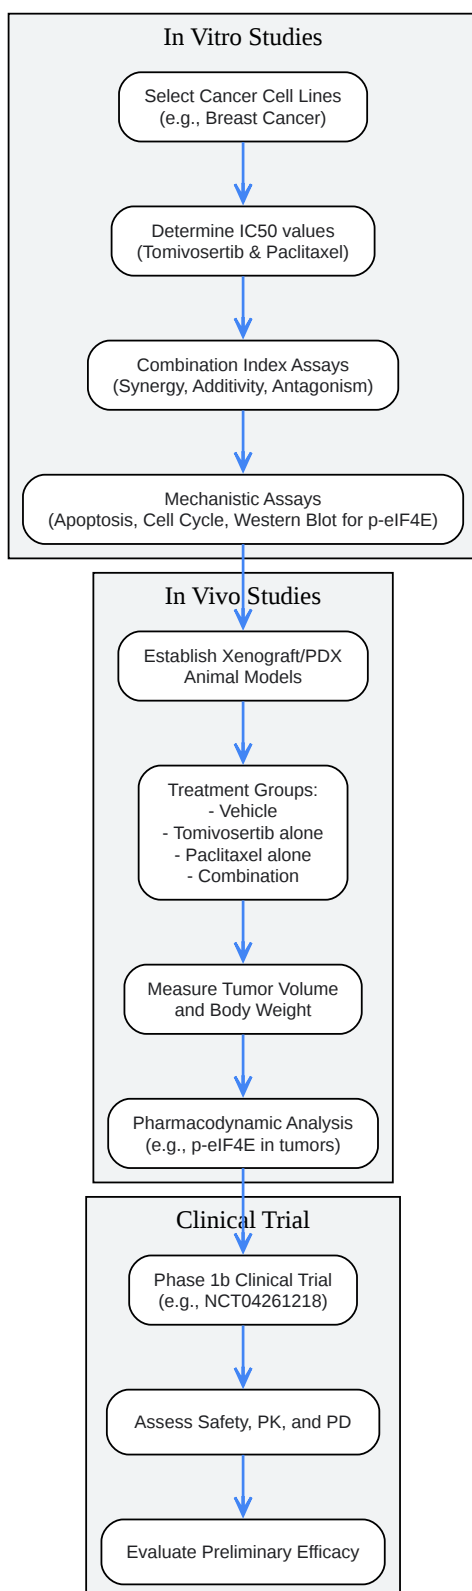 In Vitro Studies
Select Cancer Cell Lines
(e.g., Breast Cancer)
Determine IC50 values
(Tomivosertib & Paclitaxel)
Combination Index Assays
(Synergy, Additivity, Antagonism)
Mechanistic Assays
(Apoptosis, Cell Cycle, Western Blot for p-eIF4E)
In Vivo Studies
Establish Xenograft/PDX
Animal Models
Treatment Groups:
- Vehicle
- Tomivosertib alone
- Paclitaxel alone
- Combination
Measure Tumor Volume
and Body Weight
Pharmacodynamic Analysis
(e.g., p-eIF4E in tumors)
Clinical Trial
Phase 1b Clinical Trial
(e.g., NCT04261218)
Assess Safety, PK, and PD
Evaluate Preliminary Efficacy